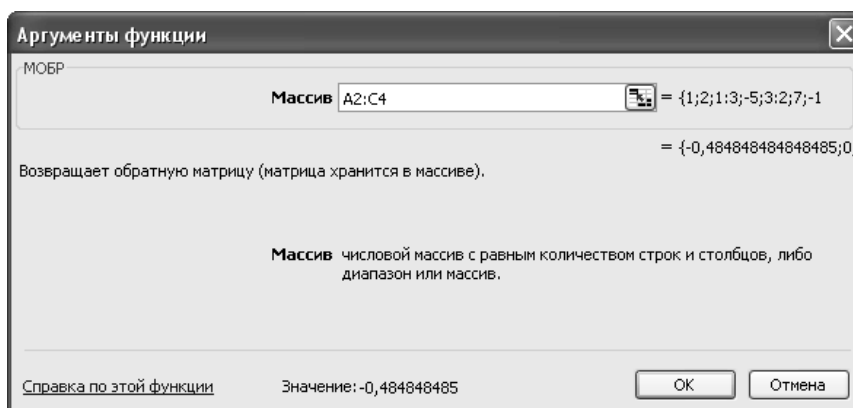 Аргументы функции
МОБР
Массив A2:C4 = {1;2;1:3;-5;3:2;7;-1
= {-0,484848484848485;0,
Возвращает обратную матрицу (матрица хранится в массиве).
Массив числовой массив с равным количеством строк и столбцов, либо
диапазон или массив.
Справка по этой функции Значение:-0,484848485 ОК Отмена